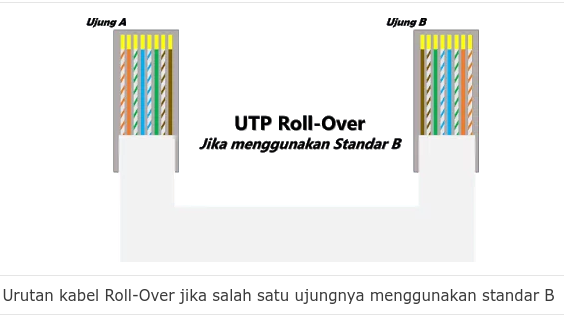 Ujung A
Ujung B
UTP Roll-Over
Jika menggunakan Standar B
Urutan kabel Roll-Over jika salah satu ujungnya menggunakan standar B